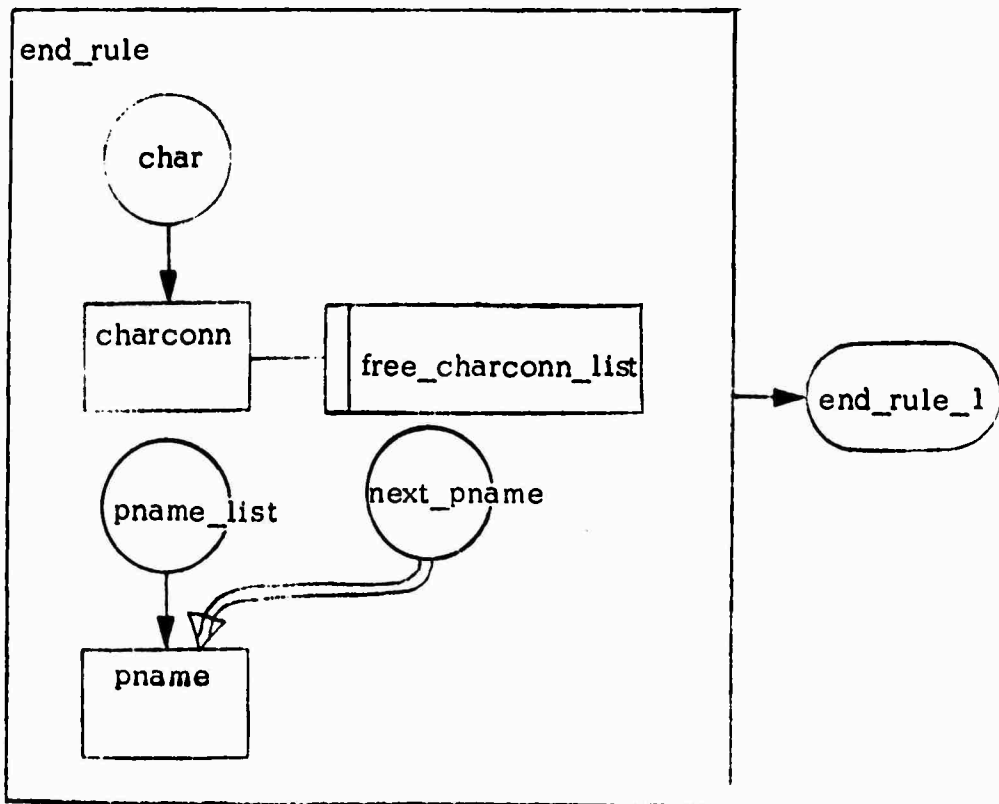 end_rule
char
charconn
free_charconn_list
end_rule_1
pname_list
next_pname
pname